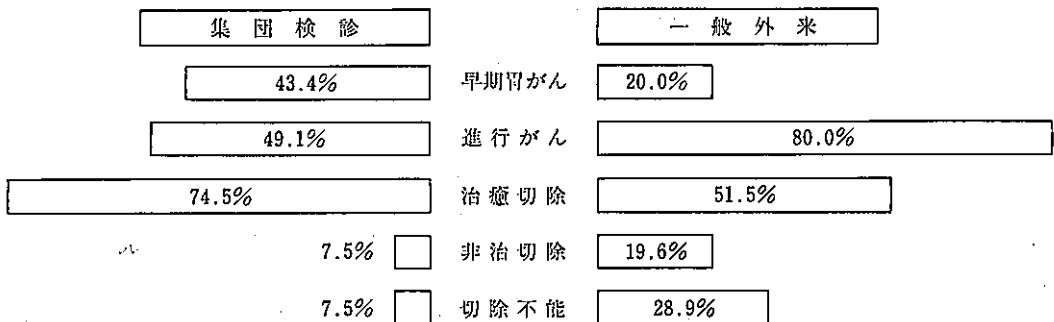 集団検診 一般外来
43.4% 早期胃がん 20.0%
49.1% 進行がん 80.0%
74.5% 治癒切除 51.5%
7.5% 非治切除 19.6%
7.5% 切除不能 28.9%